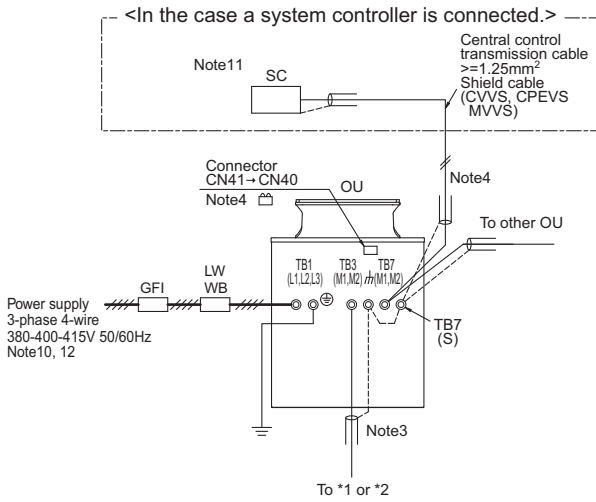 <In the case a system controller is connected.>
Note11
SC
Central control
transmission cable
>=1.25mm²
Shield cable
(CVVS, CPEVS
MVVS)
Connector
CN41→CN40
Note4
OU
Note4
To other OU
TB1
(L1,L2,L3)
TB3
(M1,M2)
TB7
(M1,M2)
GFI
LW
WB
Power supply
3-phase 4-wire
380-400-415V 50/60Hz
Note10, 12
TB7
(S)
Note3
To *1 or *2